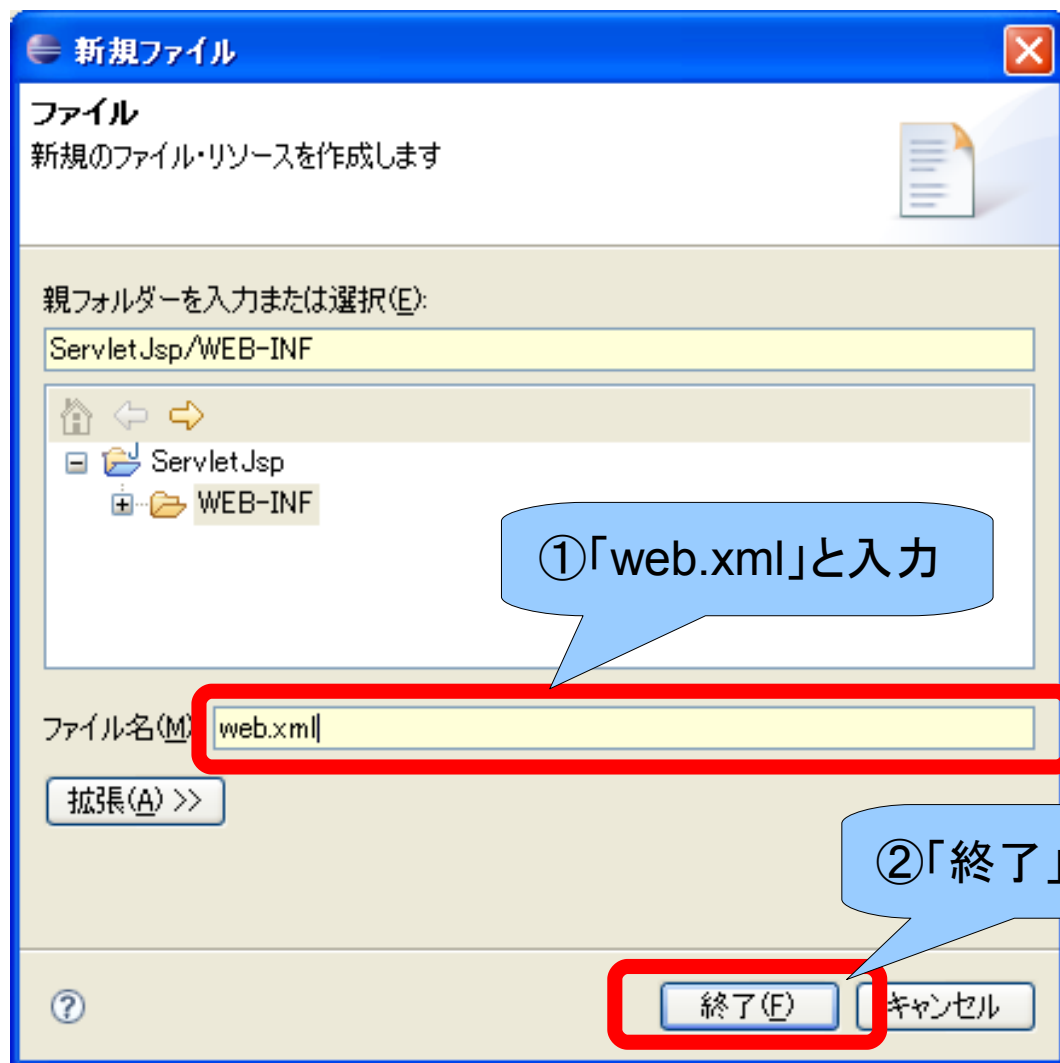 新規ファイル
ファイル
新規のファイル・リソースを作成します
親フォルダーを入力または選択(E):
ServletJsp/WEB-INF
ServletJsp
WEB-INF
①「web.xml」と入力
ファイル名(M)
web.xml
拡張(A) >>
②「終了」
終了(F)
キャンセル